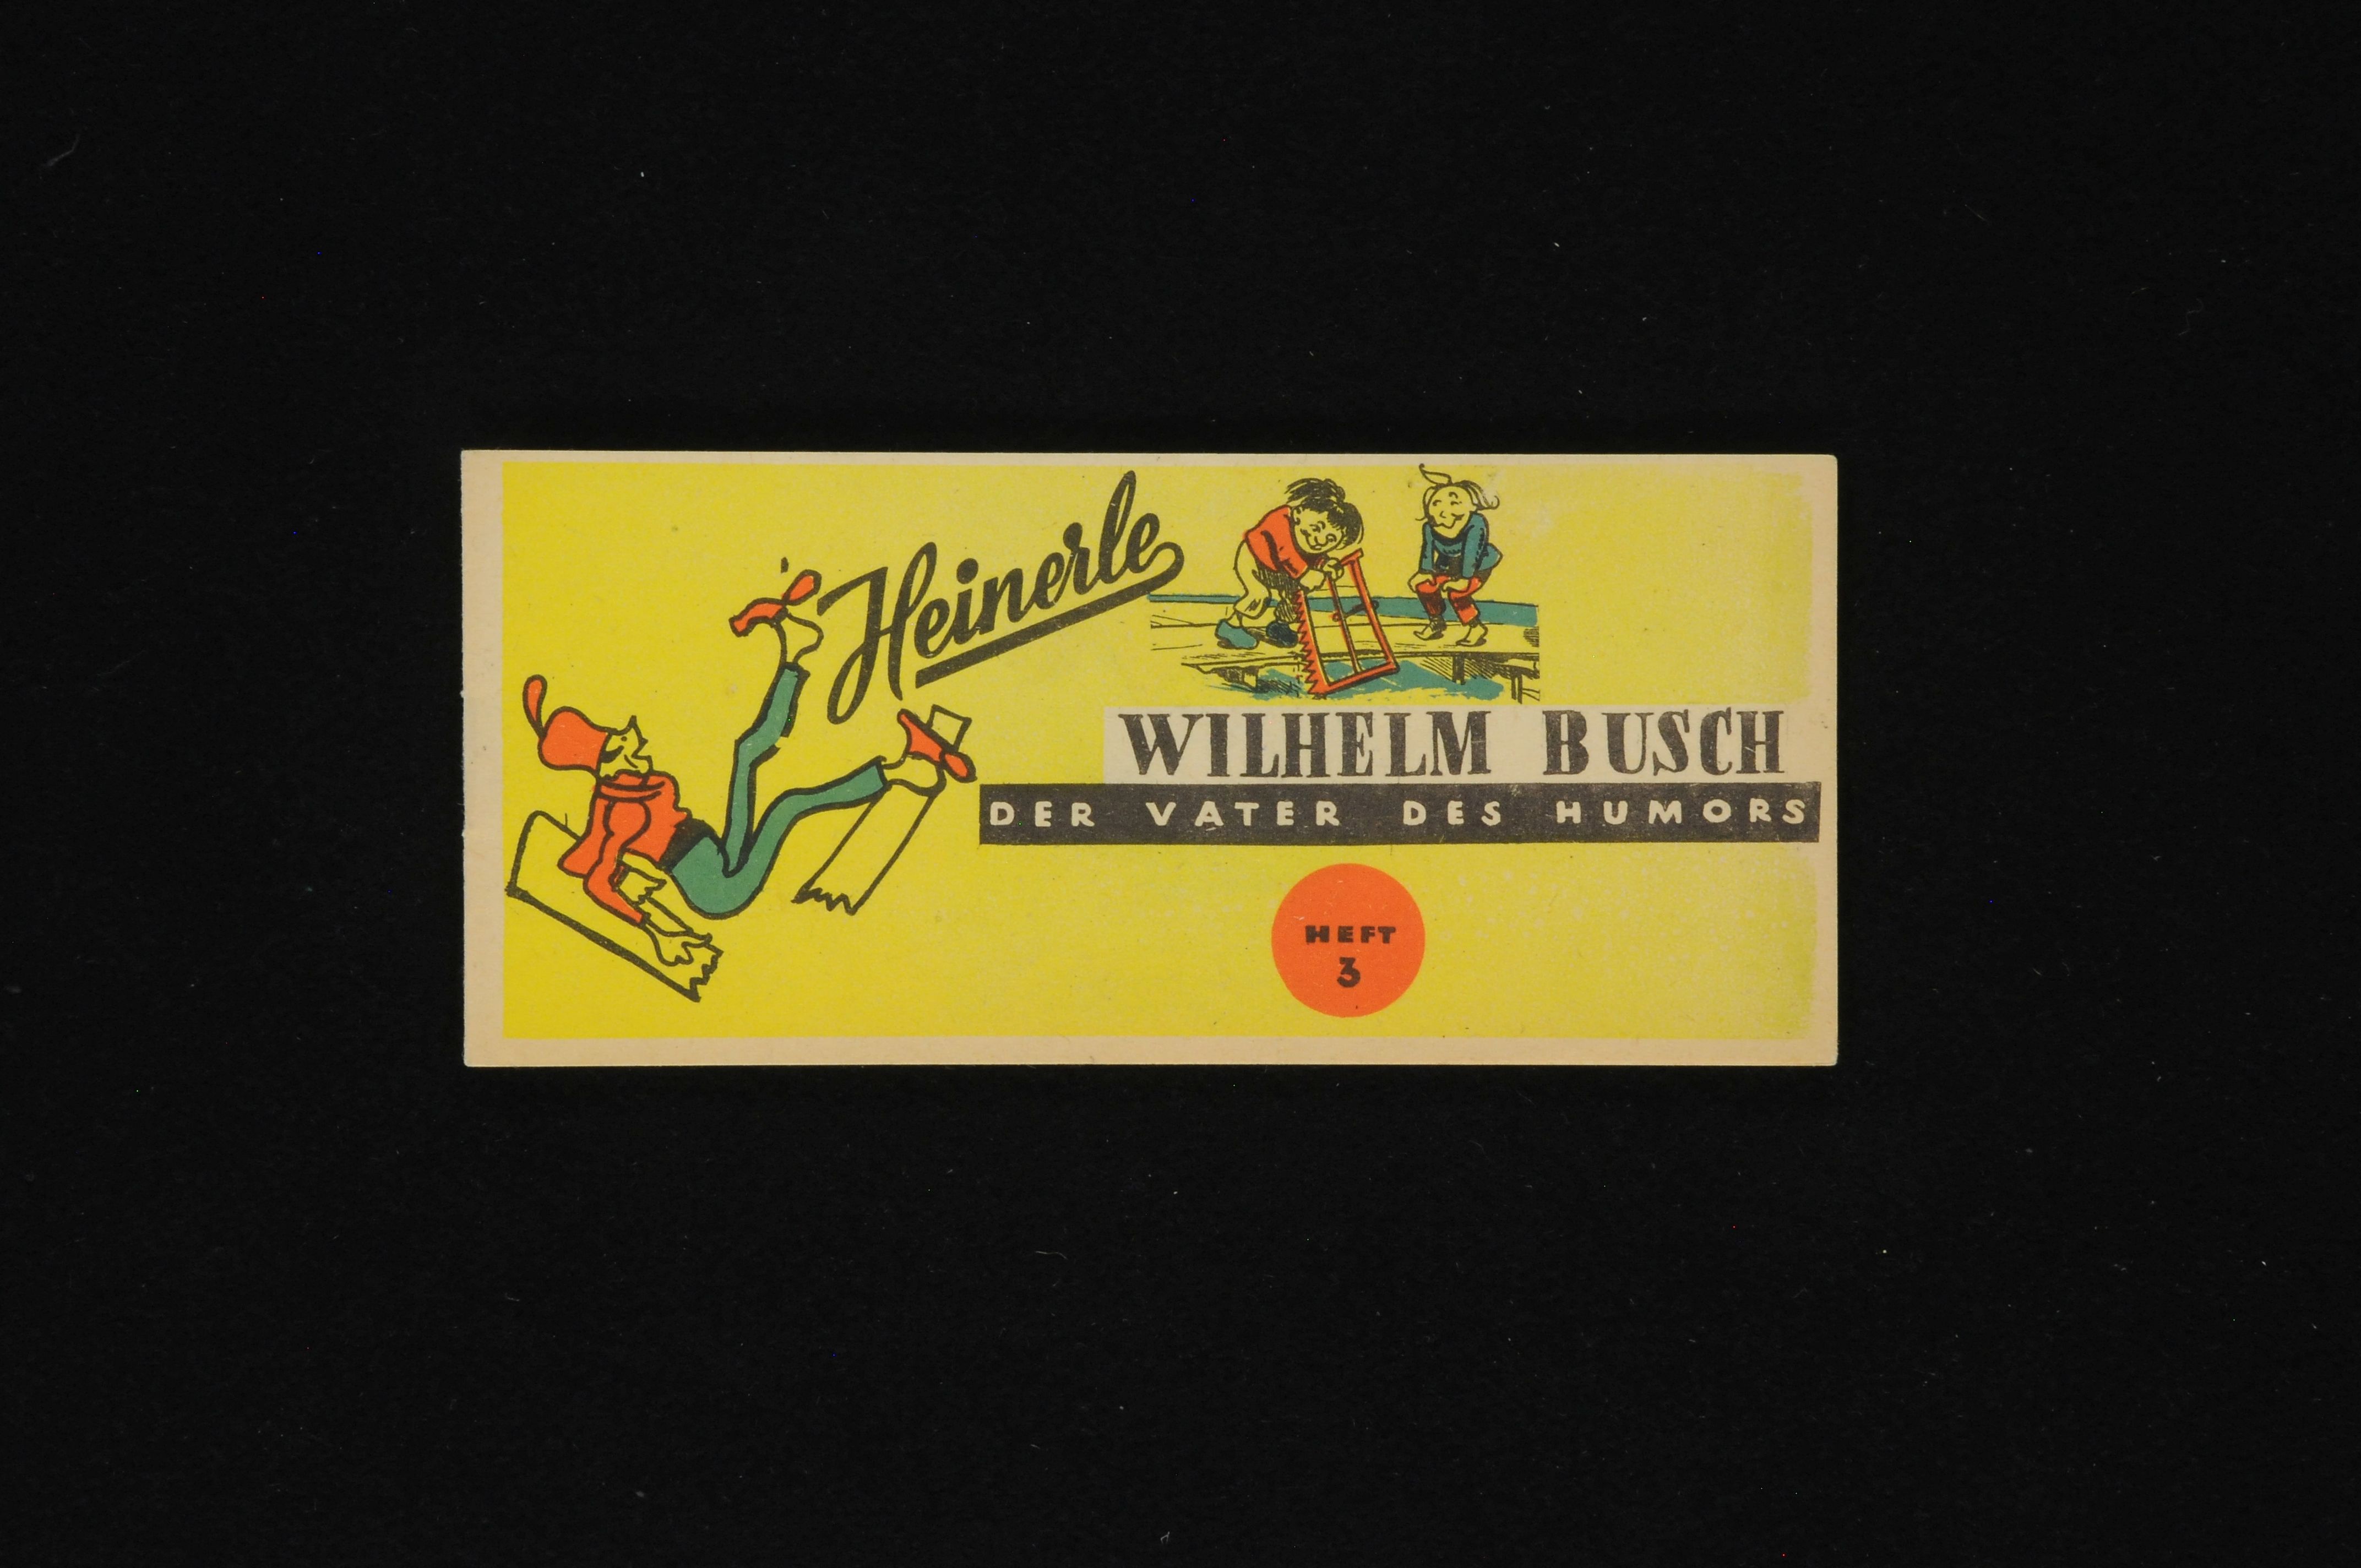 Heinerle
WILHELM BUSCH
DER VATER DES HUMORS
HEFT
3